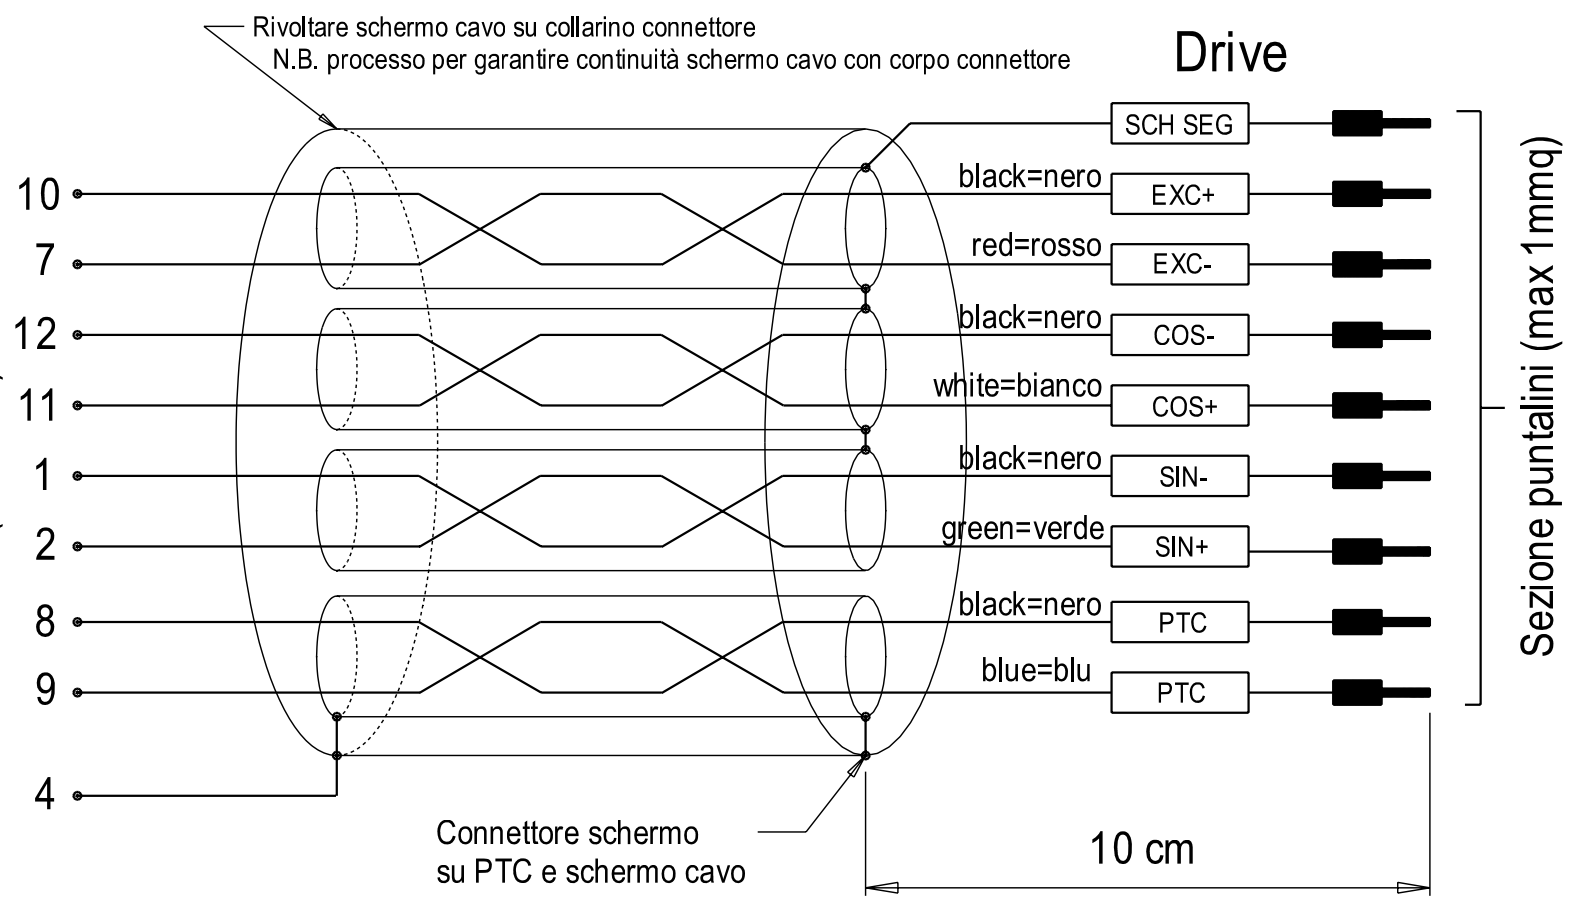 Rivoltare schermo cavo su collarino connettore
N.B. processo per garantire continuità schermo cavo con corpo connettore
Drive
SCH SEG
10
black=nero
EXC+
7
red=rosso
EXC-
12
black=nero
COS-
11
white=bianco
COS+
1
black=nero
SIN-
2
green=verde
SIN+
8
black=nero
PTC
9
blue=blu
PTC
4
Sezione puntalini (max 1mmq)
Connettore schermo
su PTC e schermo cavo
10 cm